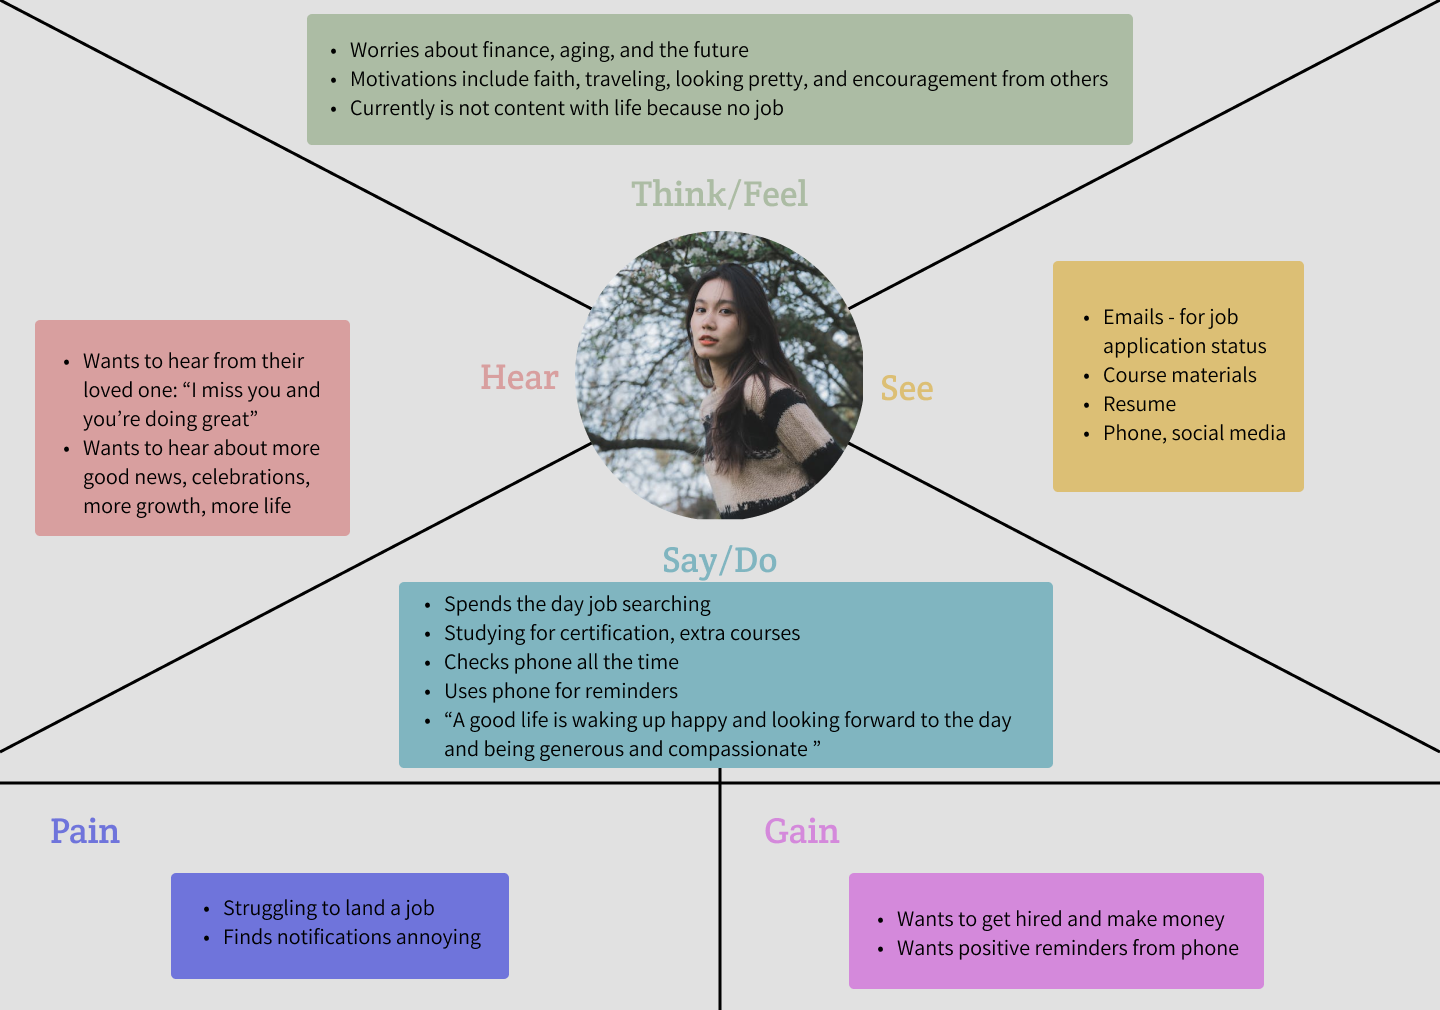 • Worries about finance, aging, and the future
• Motivations include faith, traveling, looking pretty, and encouragement from others
• Currently is not content with life because no job
Think/Feel
Hear
• Wants to hear from their
loved one: “I miss you and
you’re doing great”
• Wants to hear about more
good news, celebrations,
more growth, more life
See
• Emails - for job
application status
• Course materials
• Resume
• Phone, social media
Say/Do
• Spends the day job searching
• Studying for certification, extra courses
• Checks phone all the time
• Uses phone for reminders
• “A good life is waking up happy and looking forward to the day
and being generous and compassionate ”
Pain
• Struggling to land a job
• Finds notifications annoying
Gain
• Wants to get hired and make money
• Wants positive reminders from phone